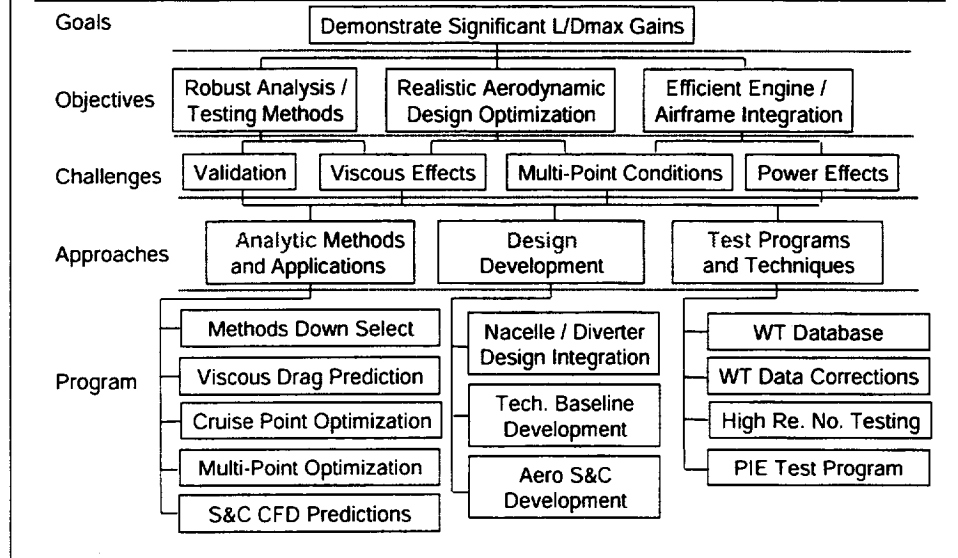 Goals
Demonstrate Significant L/Dmax Gains
Objectives
Robust Analysis /
Testing Methods
Realistic Aerodynamic
Design Optimization
Efficient Engine /
Airframe Integration
Challenges
Validation
Viscous Effects
Multi-Point Conditions
Power Effects
Approaches
Analytic Methods
and Applications
Design
Development
Test Programs
and Techniques
Program
Methods Down Select
Viscous Drag Prediction
Cruise Point Optimization
Multi-Point Optimization
S&C CFD Predictions
Nacelle / Diverter
Design Integration
Tech. Baseline
Development
Aero S&C
Development
WT Database
WT Data Corrections
High Re. No. Testing
PIE Test Program